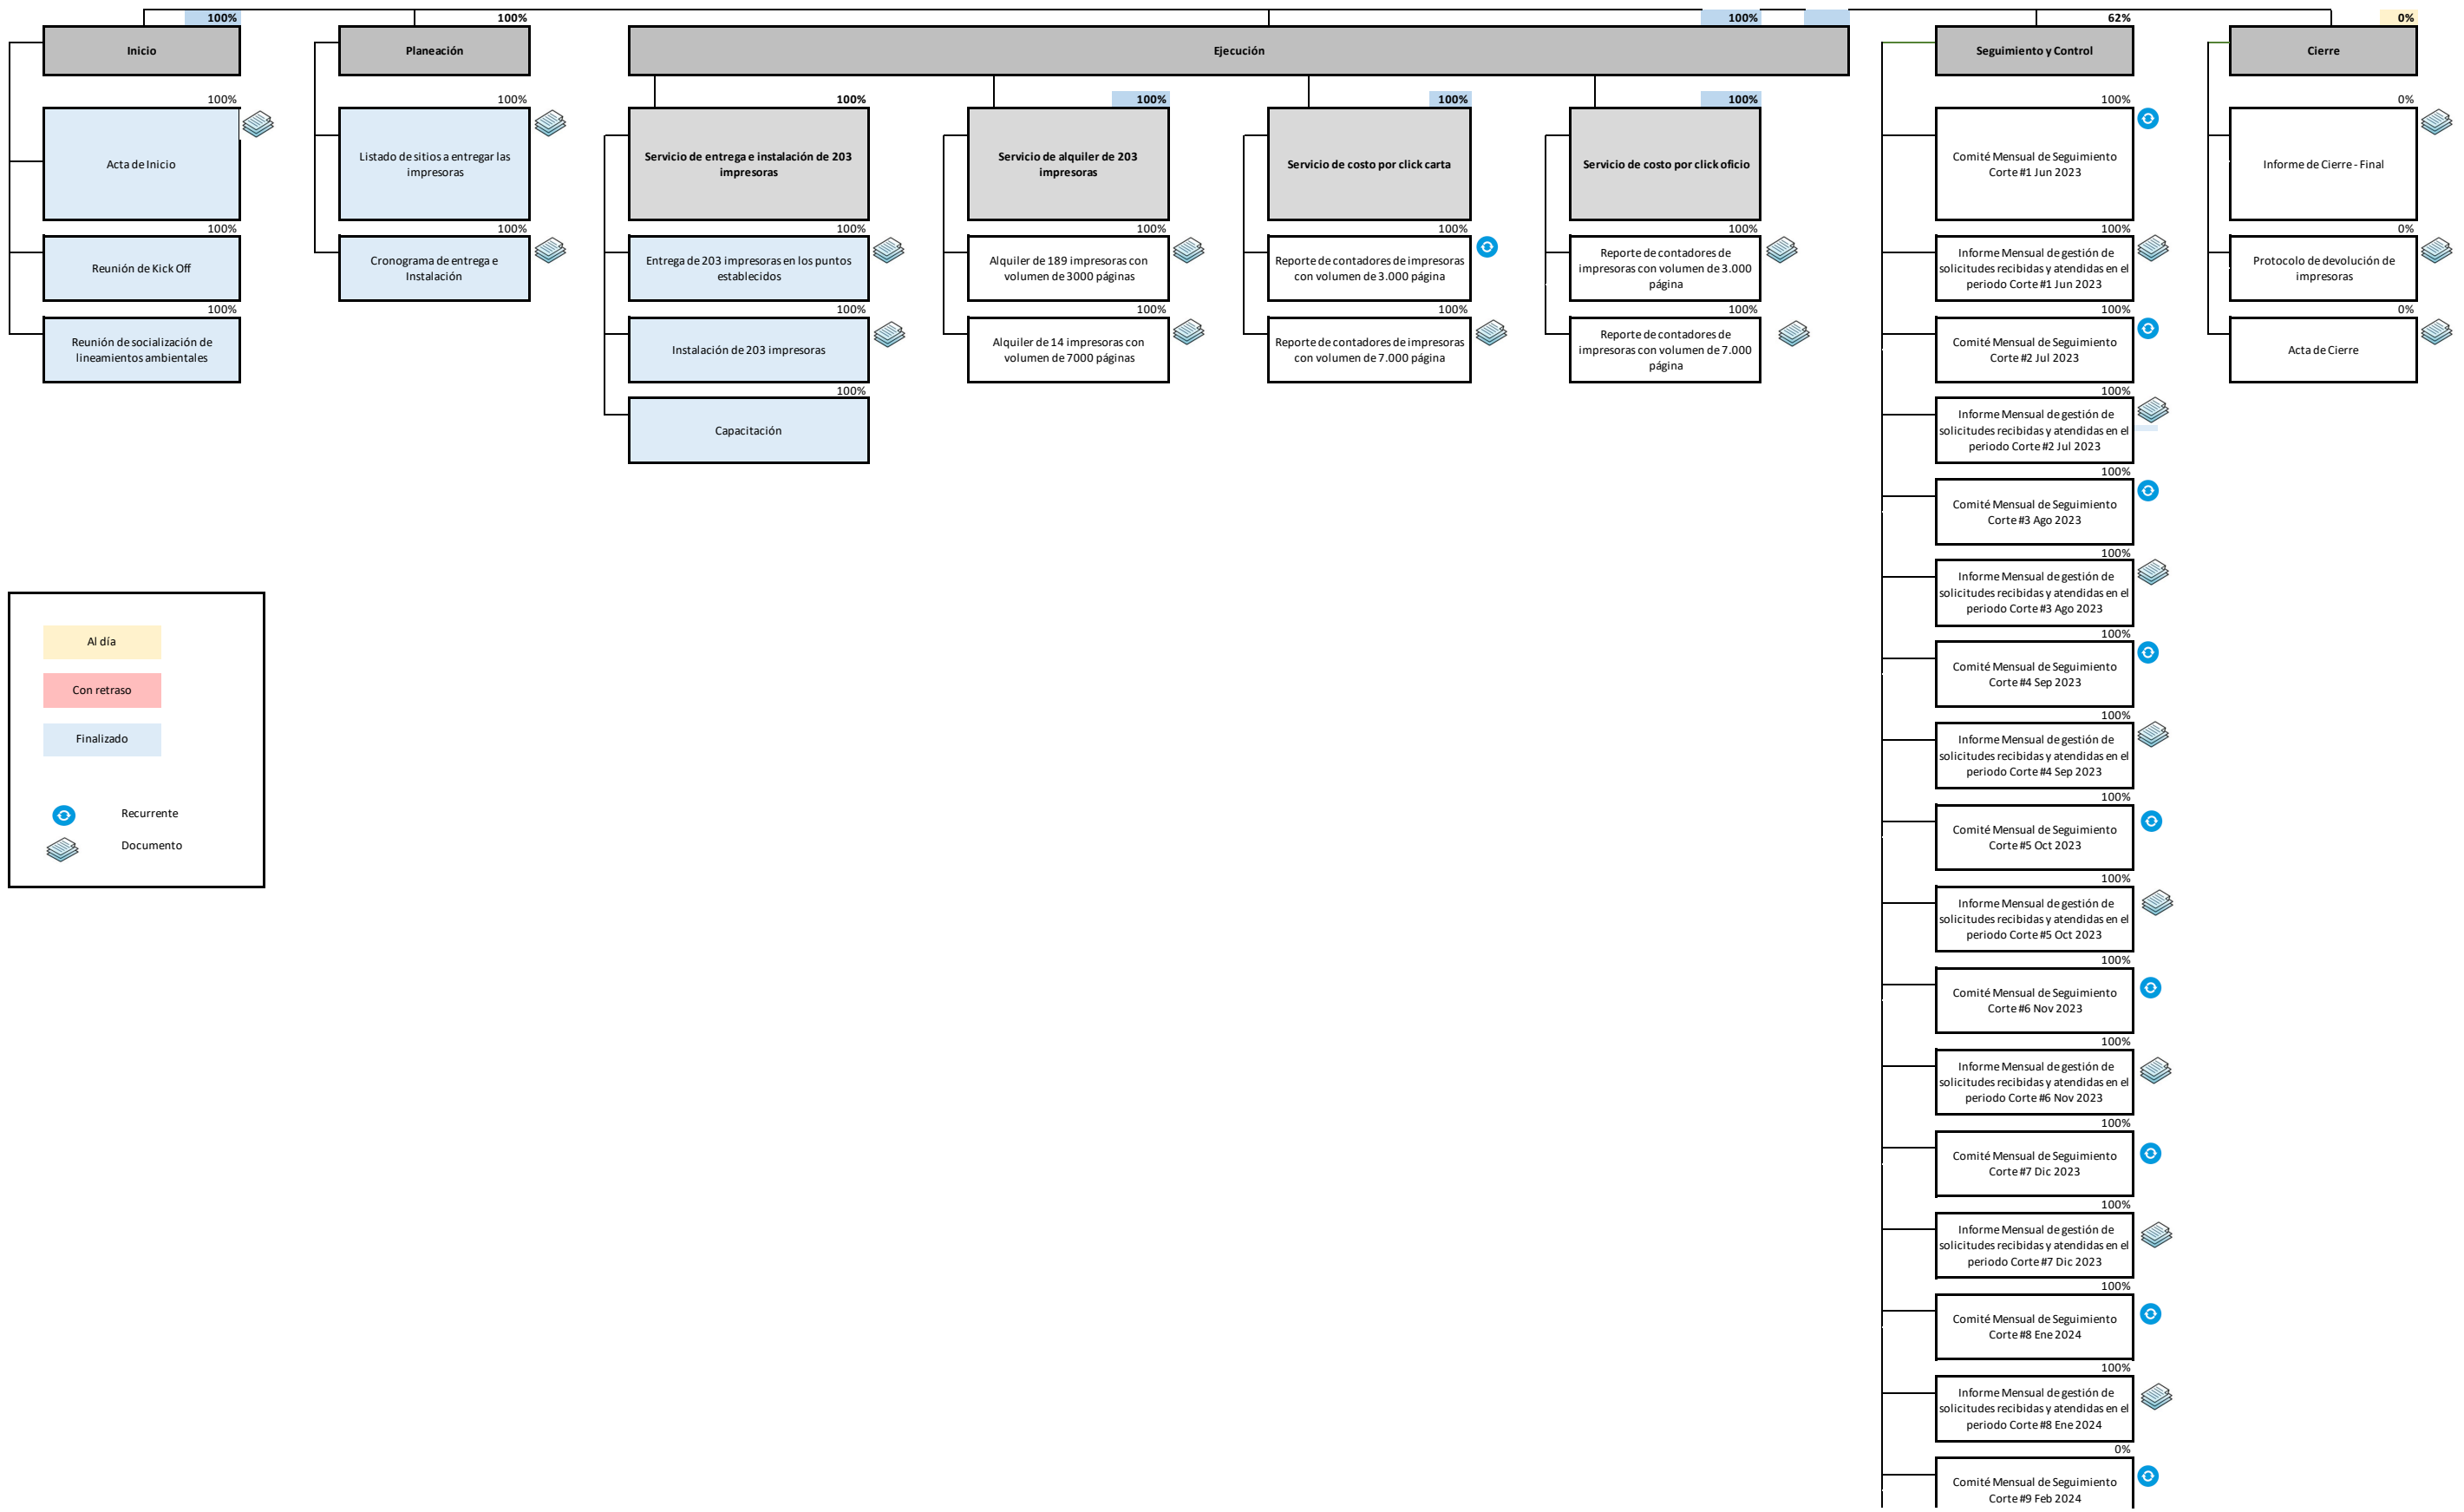 100%
Inicio
100%
Acta de Inicio
100%
Reunión de Kick Off
100%
Reunión de socialización de
lineamientos ambientales
100%
Planeación
100%
Listado de sitios a entregar las
impresoras
100%
Cronograma de entrega e
Instalación
100%
Ejecución
100%
Servicio de entrega e instalación de 203
impresoras
100%
Entrega de 203 impresoras en los puntos
establecidos
100%
Instalación de 203 impresoras
100%
Capacitación
100%
Servicio de alquiler de 203
impresoras
100%
Alquiler de 189 impresoras con
volumen de 3000 páginas
100%
Alquiler de 14 impresoras con
volumen de 7000 páginas
100%
Servicio de costo por click carta
100%
Reporte de contadores de impresoras
con volumen de 3.000 página
100%
Reporte de contadores de impresoras
con volumen de 7.000 página
100%
Servicio de costo por click oficio
100%
Reporte de contadores de
impresoras con volumen de 3.000
página
100%
Reporte de contadores de
impresoras con volumen de 7.000
página
62%
Seguimiento y Control
100%
Comité Mensual de Seguimiento
Corte #1 Jun 2023
100%
Informe Mensual de gestión de
solicitudes recibidas y atendidas en el
periodo Corte #1 Jun 2023
100%
Comité Mensual de Seguimiento
Corte #2 Jul 2023
100%
Informe Mensual de gestión de
solicitudes recibidas y atendidas en el
periodo Corte #2 Jul 2023
100%
Comité Mensual de Seguimiento
Corte #3 Ago 2023
100%
Informe Mensual de gestión de
solicitudes recibidas y atendidas en el
periodo Corte #3 Ago 2023
100%
Comité Mensual de Seguimiento
Corte #4 Sep 2023
100%
Informe Mensual de gestión de
solicitudes recibidas y atendidas en el
periodo Corte #4 Sep 2023
100%
Comité Mensual de Seguimiento
Corte #5 Oct 2023
100%
Informe Mensual de gestión de
solicitudes recibidas y atendidas en el
periodo Corte #5 Oct 2023
100%
Comité Mensual de Seguimiento
Corte #6 Nov 2023
100%
Informe Mensual de gestión de
solicitudes recibidas y atendidas en el
periodo Corte #6 Nov 2023
100%
Comité Mensual de Seguimiento
Corte #7 Dic 2023
100%
Informe Mensual de gestión de
solicitudes recibidas y atendidas en el
periodo Corte #7 Dic 2023
100%
Comité Mensual de Seguimiento
Corte #8 Ene 2024
100%
Informe Mensual de gestión de
solicitudes recibidas y atendidas en el
periodo Corte #8 Ene 2024
0%
Comité Mensual de Seguimiento
Corte #9 Feb 2024
0%
Cierre
0%
Informe de Cierre - Final
0%
Protocolo de devolución de
impresoras
0%
Acta de Cierre
Al día
Con retraso
Finalizado
Recurrente
Documento